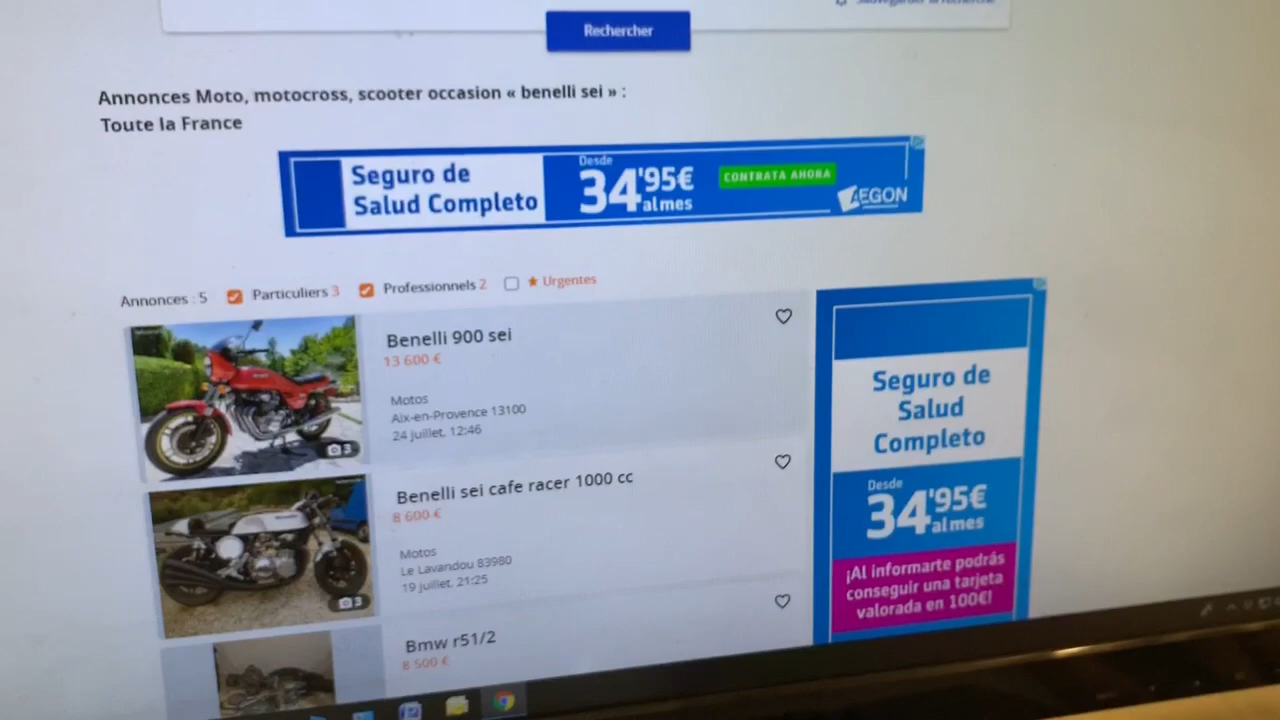 Sauvegarder la recherche
Rechercher
Annonces Moto, motocross, scooter occasion « benelli sei » :
Toute la France
Seguro de
Salud Completo
Desde
34'95€
al mes
CONTRATA AHORA
AEGON
Annonces : 5
Particuliers 3
Professionnels 2
Urgentes
Benelli 900 sei
13 600 €
Motos
Aix-en-Provence 13100
24 juillet, 12:46
3
Benelli sei cafe racer 1000 cc
8 600 €
Motos
Le Lavandou 83980
19 juillet, 21:25
3
Bmw r51/2
8 500 €
Seguro de
Salud
Completo
Desde
34'95€
al mes
¡Al informarte podrás
conseguir una tarjeta
valorada en 100€!